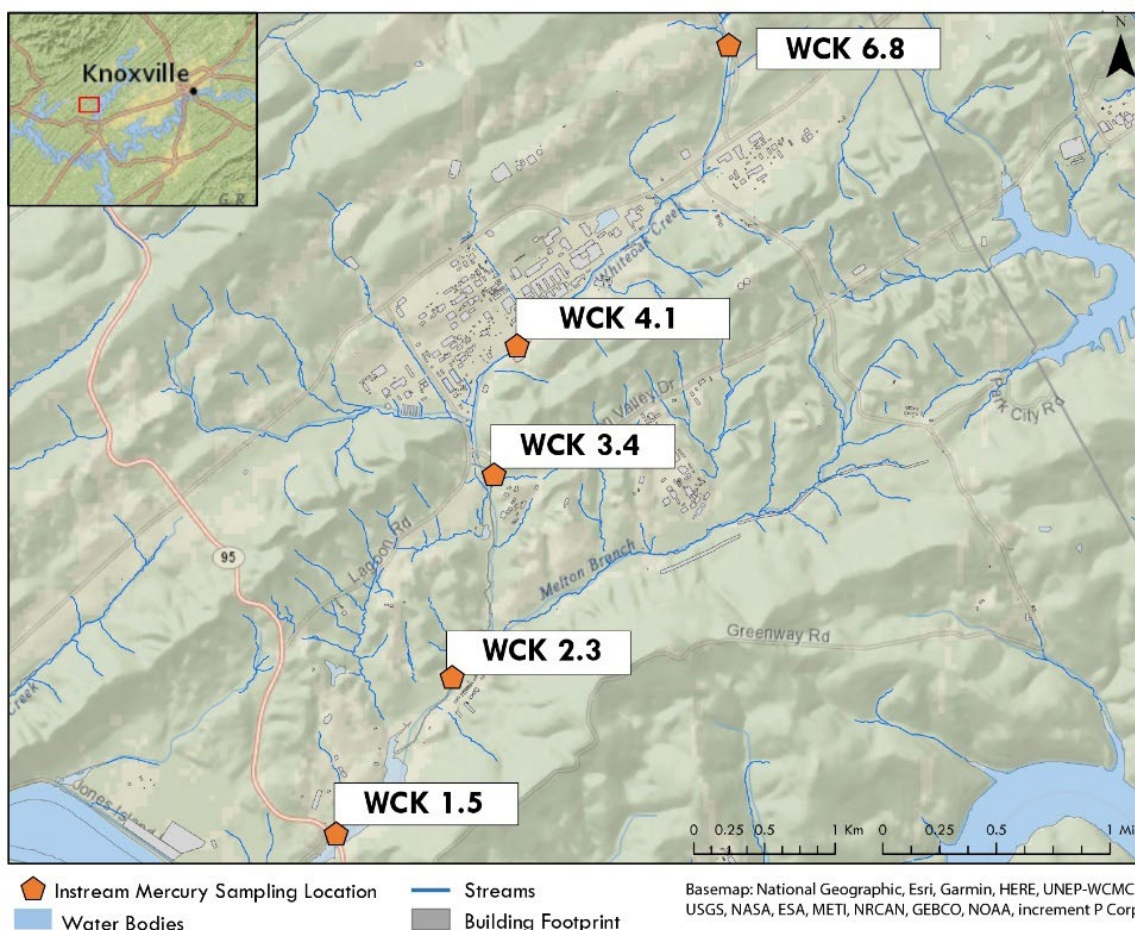 Knoxville
G R
N
WCK 6.8
Whiteoak Creek
WCK 4.1
Valley Dr
Park City Rd
WCK 3.4
95
Lagoon Rd
Melton Branch
Greenway Rd
WCK 2.3
Creek
Jones Island
WCK 1.5
0 0.25 0.5 1 Km
0 0.25 0.5 1 Mi
Instream Mercury Sampling Location
Streams
Water Bodies
Building Footprint
Basemap: National Geographic, Esri, Garmin, HERE, UNEP-WCMC
USGS, NASA, ESA, METI, NRCAN, GEBCO, NOAA, increment P Corp